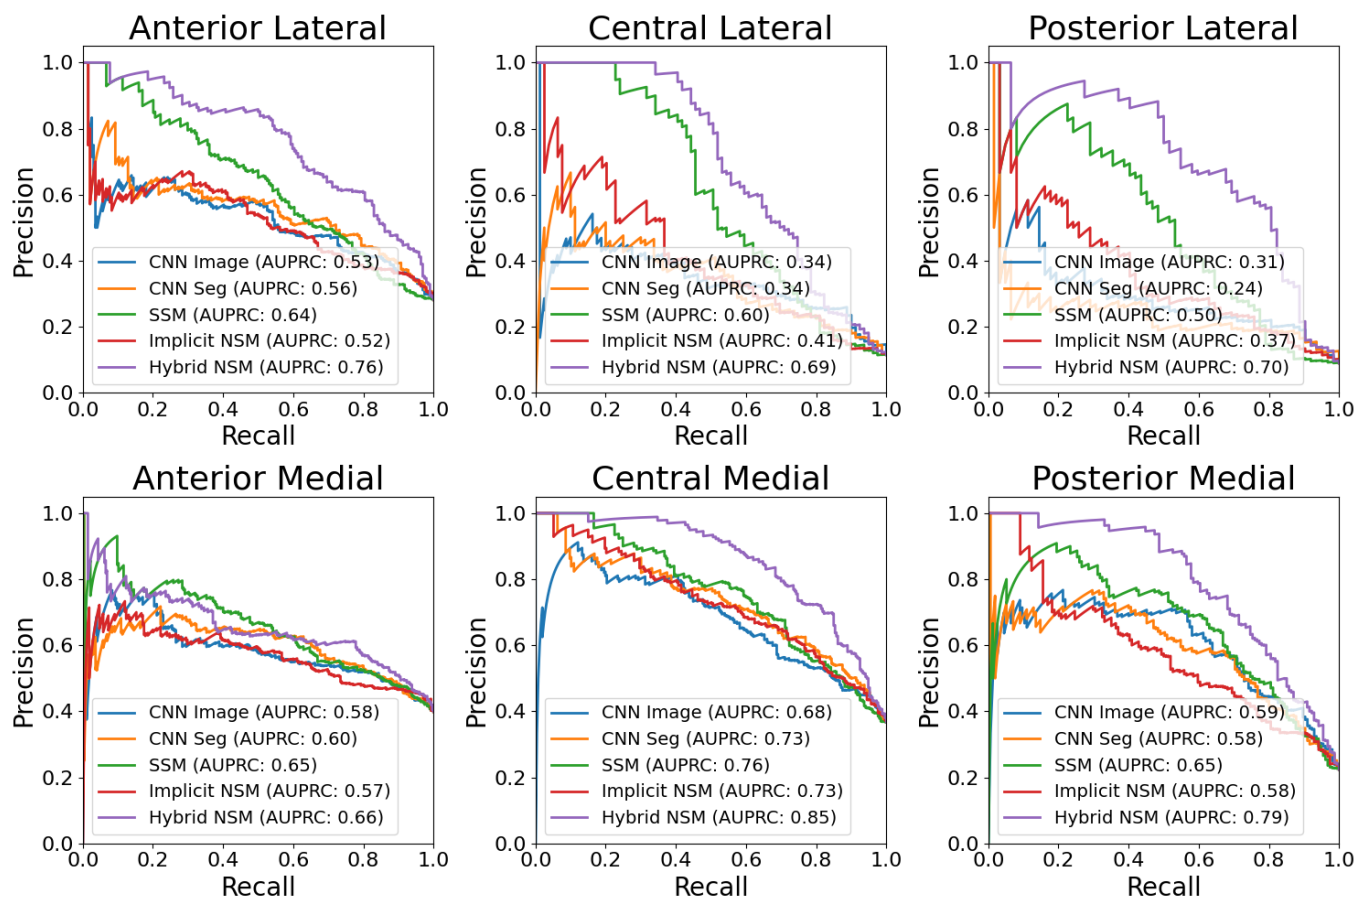 Anterior Lateral
Precision
1.0
0.8
0.6
0.4
0.2
0.0
CNN Image (AUPRC: 0.53)
CNN Seg (AUPRC: 0.56)
SSM (AUPRC: 0.64)
Implicit NSM (AUPRC: 0.52)
Hybrid NSM (AUPRC: 0.76)
0.0 0.2 0.4 0.6 0.8 1.0
Recall
Central Lateral
Precision
1.0
0.8
0.6
0.4
0.2
0.0
CNN Image (AUPRC: 0.34)
CNN Seg (AUPRC: 0.34)
SSM (AUPRC: 0.60)
Implicit NSM (AUPRC: 0.41)
Hybrid NSM (AUPRC: 0.69)
0.0 0.2 0.4 0.6 0.8 1.0
Recall
Posterior Lateral
Precision
1.0
0.8
0.6
0.4
0.2
0.0
CNN Image (AUPRC: 0.31)
CNN Seg (AUPRC: 0.24)
SSM (AUPRC: 0.50)
Implicit NSM (AUPRC: 0.37)
Hybrid NSM (AUPRC: 0.70)
0.0 0.2 0.4 0.6 0.8 1.0
Recall
Anterior Medial
Precision
1.0
0.8
0.6
0.4
0.2
0.0
CNN Image (AUPRC: 0.58)
CNN Seg (AUPRC: 0.60)
SSM (AUPRC: 0.65)
Implicit NSM (AUPRC: 0.57)
Hybrid NSM (AUPRC: 0.66)
0.0 0.2 0.4 0.6 0.8 1.0
Recall
Central Medial
Precision
1.0
0.8
0.6
0.4
0.2
0.0
CNN Image (AUPRC: 0.68)
CNN Seg (AUPRC: 0.73)
SSM (AUPRC: 0.76)
Implicit NSM (AUPRC: 0.73)
Hybrid NSM (AUPRC: 0.85)
0.0 0.2 0.4 0.6 0.8 1.0
Recall
Posterior Medial
Precision
1.0
0.8
0.6
0.4
0.2
0.0
CNN Image (AUPRC: 0.59)
CNN Seg (AUPRC: 0.58)
SSM (AUPRC: 0.65)
Implicit NSM (AUPRC: 0.58)
Hybrid NSM (AUPRC: 0.79)
0.0 0.2 0.4 0.6 0.8 1.0
Recall